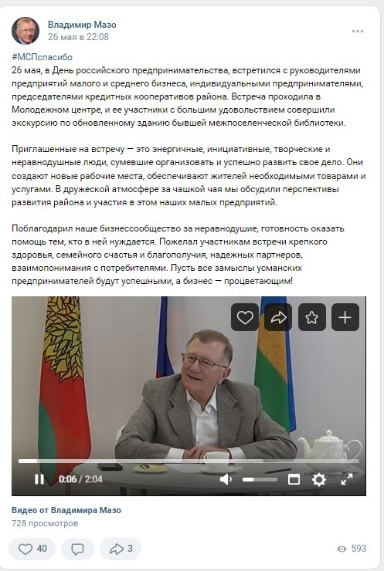 Владимир Мазо
26 мая в 22:08
#МСПспасибо
26 мая, в День российского предпринимательства, встретился с руководителями
предприятий малого и среднего бизнеса, индивидуальными предпринимателями,
председателями кредитных кооперативов района. Встреча проходила в
Молодежном центре, и ее участники с большим удовольствием совершили
экскурсию по обновленному зданию бывшей межпоселенческой библиотеки.
Приглашенные на встречу — это энергичные, инициативные, творческие и
неравнодушные люди, сумевшие организовать и успешно развить свое дело. Они
создают новые рабочие места, обеспечивают жителей необходимыми товарами и
услугами. В дружеской атмосфере за чашкой чая мы обсудили перспективы
развития района и участия в этом наших малых предприятий.
Поблагодарил наше бизнессообщество за неравнодушие, готовность оказать
помощь тем, кто в ней нуждается. Пожелал участникам встречи крепкого
здоровья, семейного счастья и благополучия, надежных партнеров,
взаимопонимания с потребителями. Пусть все замыслы усманских
предпринимателей будут успешными, а бизнес — процветающим!
0:06 / 2:04
Видео от Владимира Мазо
728 просмотров
40
3
593